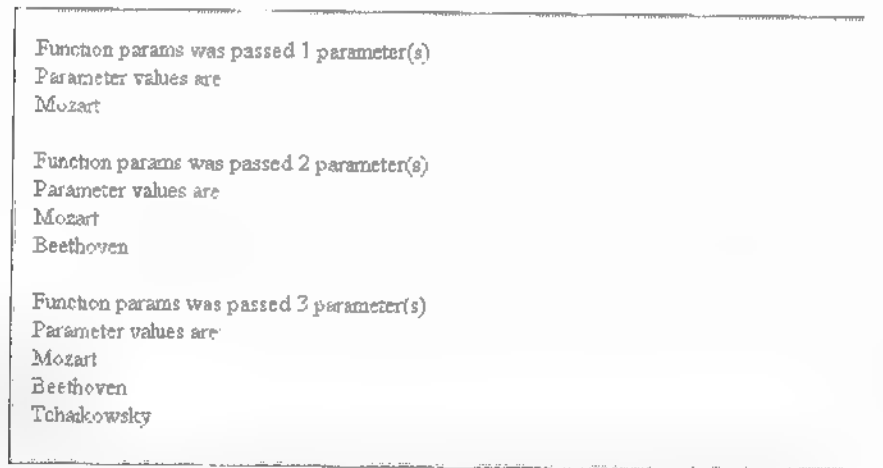 Function params was passed 1 parameter(s)
Parameter values are
Mozart
Function params was passed 2 parameter(s)
Parameter values are
Mozart
Beethoven
Function params was passed 3 parameter(s)
Parameter values are
Mozart
Beethoven
Tchaikowsky